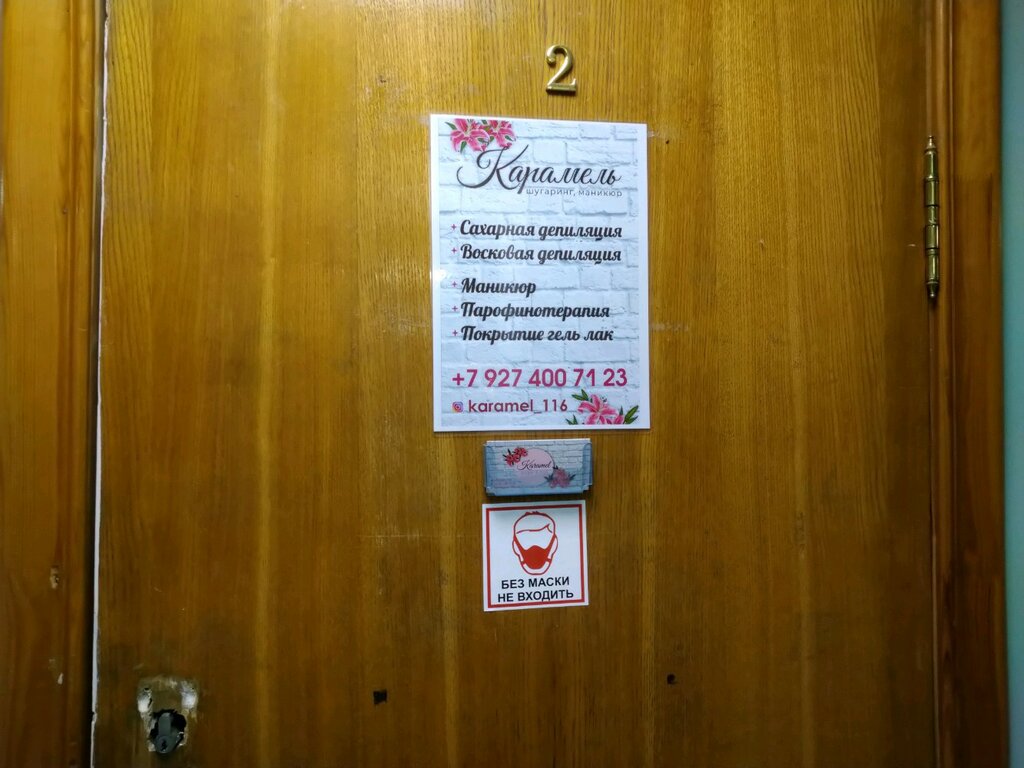 2
Карамель
шугаринг, маникюр
Сахарная депиляция
Восковая депиляция
Маникюр
Парофинотерапия
Покрытие гель лак
+7 927 400 71 23
karamel_116
Karamel
БЕЗ МАСКИ
НЕ ВХОДИТЬ